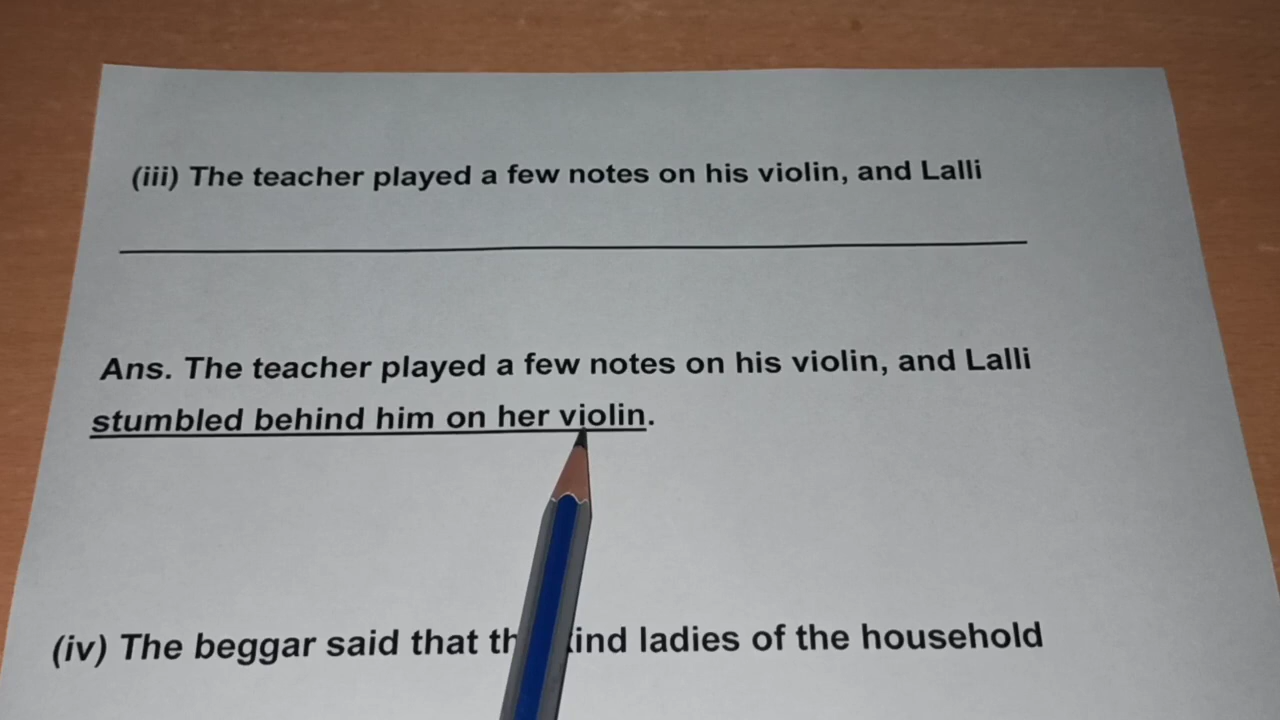 (iii) The teacher played a few notes on his violin, and Lalli
Ans. The teacher played a few notes on his violin, and Lalli
stumbled behind him on her violin.
(iv) The beggar said that ladies of the household